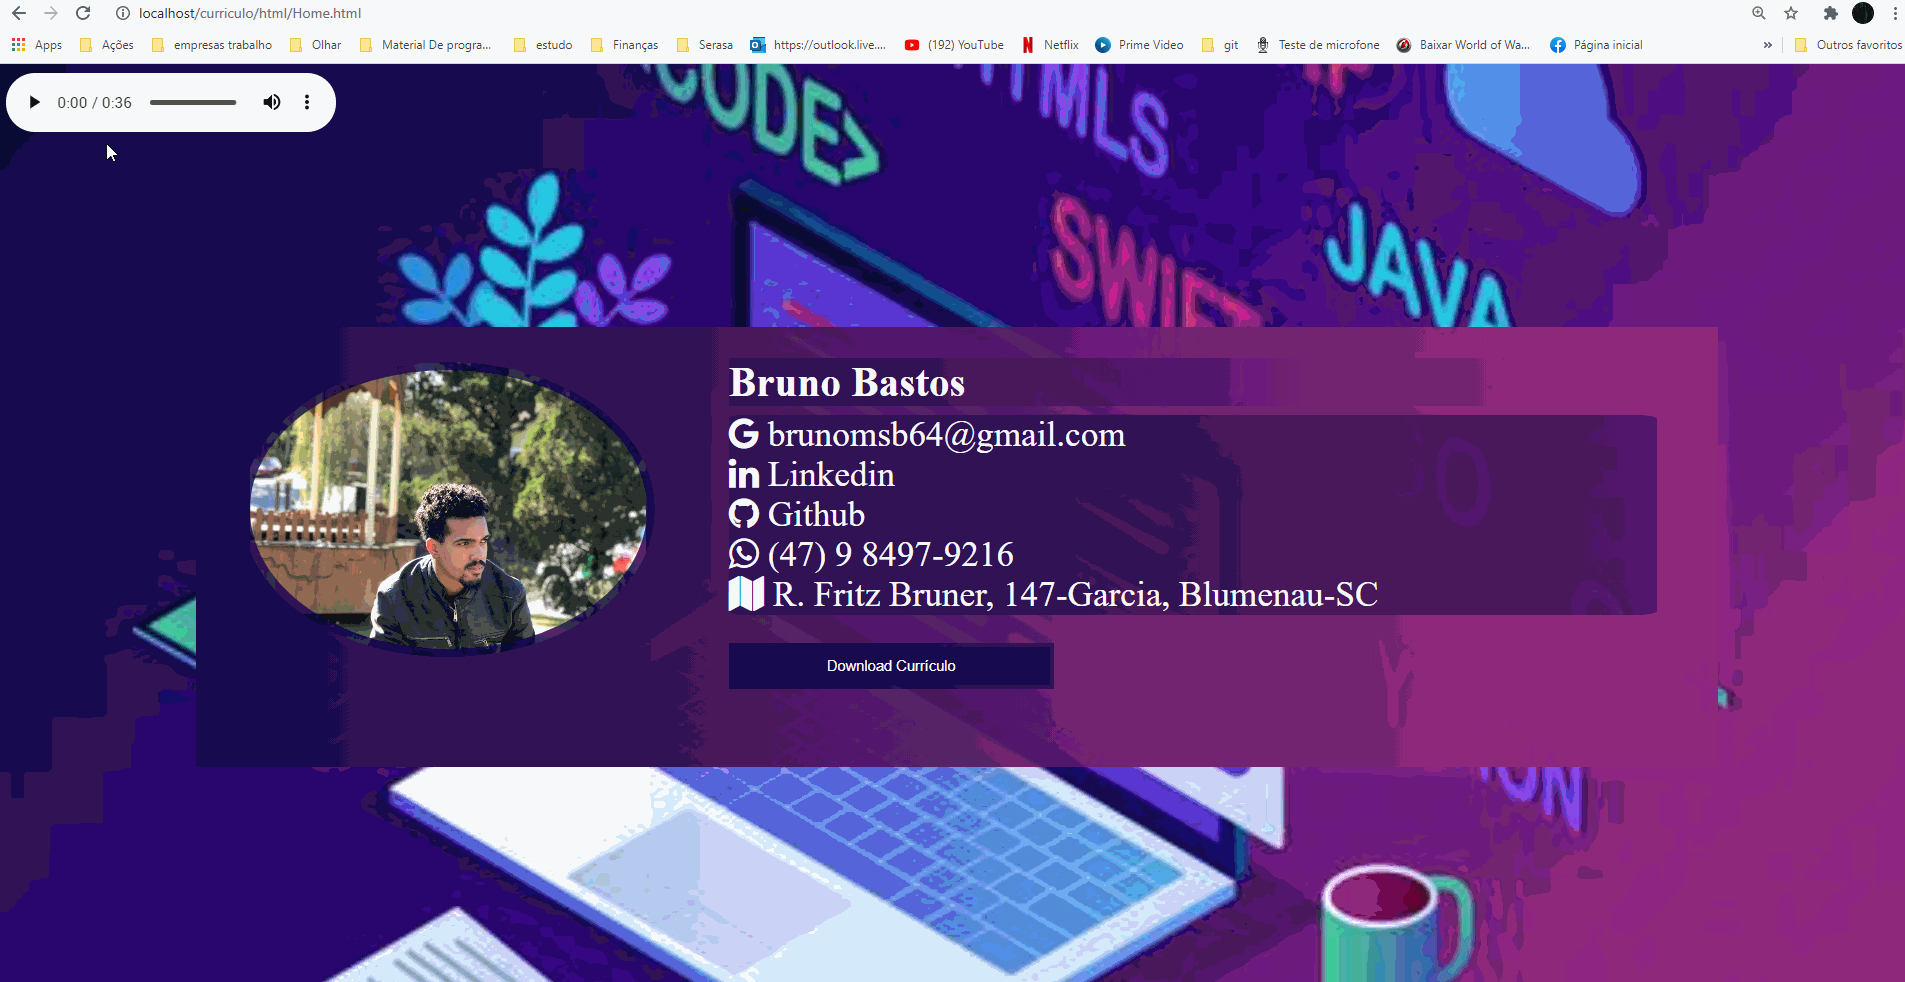 localhost/curriculo/html/Home.html
Apps Ações empresas trabalho Olhar Material De progra... estudo Finanças Serasa https://outlook.live.... (192) YouTube Netflix Prime Video git Teste de microfone Baixar World of Wa... Página inicial » Outros favoritos
0:00 / 0:36
CODE>
HTML5
SWIFT
JAVA
Bruno Bastos
brunomsb64@gmail.com
Linkedin
Github
(47) 9 8497-9216
R. Fritz Bruner, 147-Garcia, Blumenau-SC
Download Currículo